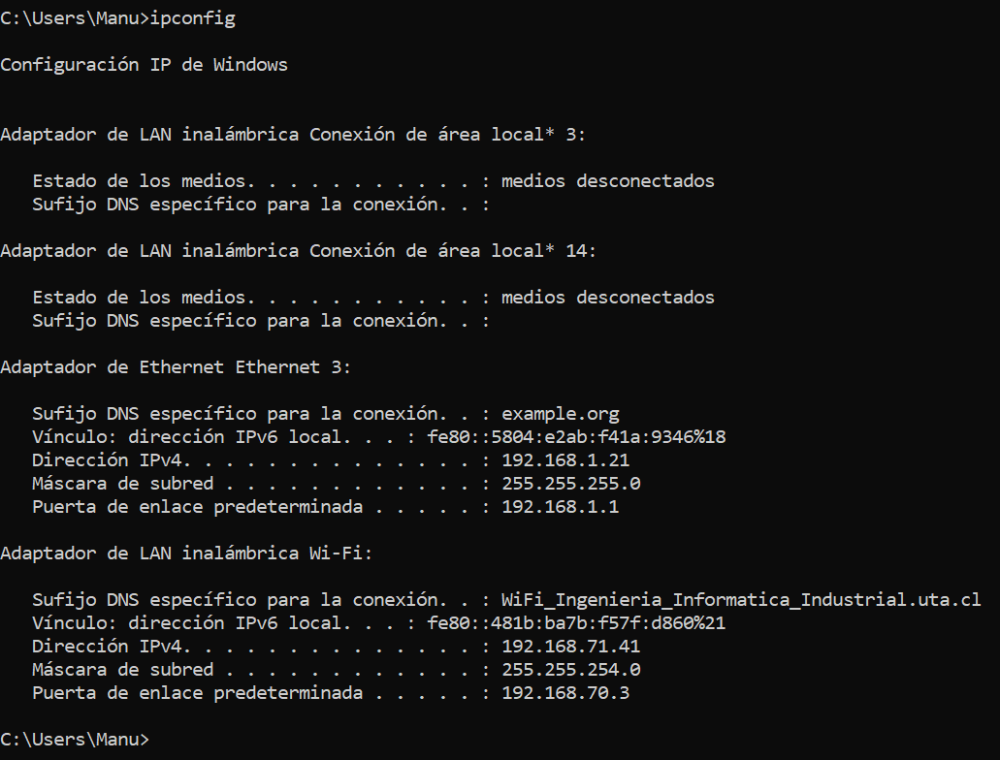 C:\Users\Manu>ipconfig
Configuración IP de Windows
Adaptador de LAN inalámbrica Conexión de área local* 3:
Estado de los medios. . . . . . . . . . . : medios desconectados
Sufijo DNS específico para la conexión. . :
Adaptador de LAN inalámbrica Conexión de área local* 14:
Estado de los medios. . . . . . . . . . . : medios desconectados
Sufijo DNS específico para la conexión. . :
Adaptador de Ethernet Ethernet 3:
Sufijo DNS específico para la conexión. . : example.org
Vínculo: dirección IPv6 local. . . : fe80::5804:e2ab:f41a:9346%18
Dirección IPv4. . . . . . . . . . . . . . : 192.168.1.21
Máscara de subred . . . . . . . . . . . . : 255.255.255.0
Puerta de enlace predeterminada . . . . . : 192.168.1.1
Adaptador de LAN inalámbrica Wi-Fi:
Sufijo DNS específico para la conexión. . : WiFi_Ingenieria_Informatica_Industrial.uta.cl
Vínculo: dirección IPv6 local. . . : fe80::481b:ba7b:f57f:d860%21
Dirección IPv4. . . . . . . . . . . . . . : 192.168.71.41
Máscara de subred . . . . . . . . . . . . : 255.255.254.0
Puerta de enlace predeterminada . . . . . : 192.168.70.3
C:\Users\Manu>